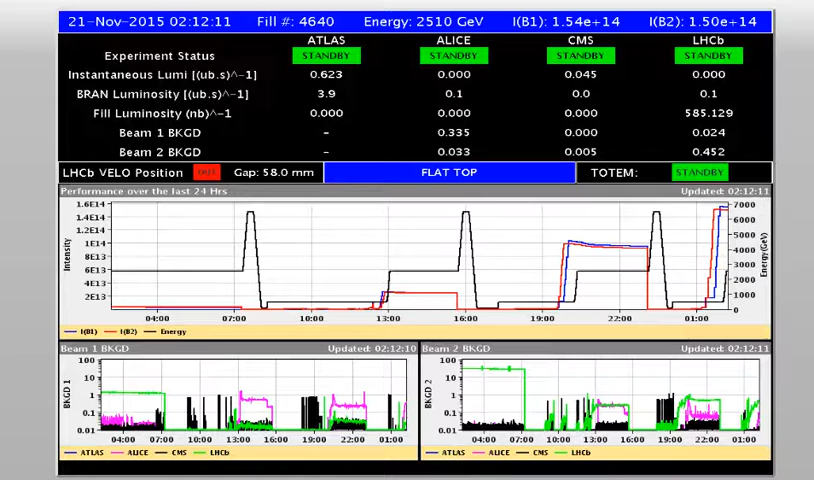 21-Nov-2015 02:12:11 Fill #: 4640 Energy: 2510 GeV I(B1): 1.54e+14 I(B2): 1.50e+14
ATLAS ALICE CMS LHCb
Experiment Status STANDBY STANDBY STANDBY STANDBY
Instantaneous Lumi [(ub.s)^-1] 0.623 0.000 0.045 0.000
BRAN Luminosity [(ub.s)^-1] 3.9 0.1 0.0 0.1
Fill Luminosity (nb)^-1 0.000 0.000 0.000 585.129
Beam 1 BKGD - 0.335 0.000 0.024
Beam 2 BKGD - 0.033 0.005 0.452
LHCb VELO Position OUT Gap: 58.0 mm FLAT TOP TOTEM: STANDBY
Performance over the last 24 Hrs Updated: 02:12:11
1.6E14 7000
1.4E14 6000
1.2E14 5000
1E14 4000
8E13 3000
6E13 2000
4E13 1000
2E13 0
Intensity Energy(GeV)
04:00 07:00 10:00 13:00 16:00 19:00 22:00 01:00
I(B1) I(B2) Energy
Beam 1 BKGD Updated: 02:12:10
BKGD 1
100
10
1
0.1
0.01
04:00 07:00 10:00 13:00 16:00 19:00 22:00 01:00
ATLAS ALICE CMS LHCb
Beam 2 BKGD Updated: 02:12:11
BKGD 2
100
10
1
0.1
0.01
04:00 07:00 10:00 13:00 16:00 19:00 22:00 01:00
ATLAS ALICE CMS LHCb